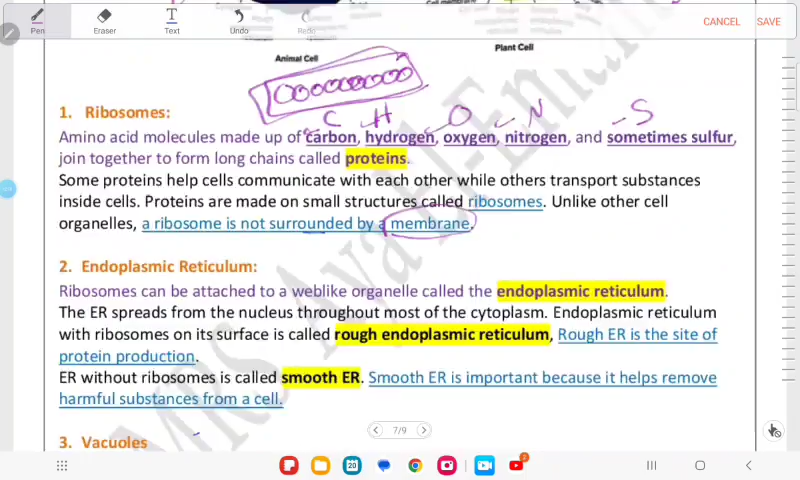 CANCEL
SAVE
Pen
Eraser
Text
Undo
Redo
Animal Cell
Plant Cell
C H O N S
1. Ribosomes:
Amino acid molecules made up of carbon, hydrogen, oxygen, nitrogen, and sometimes sulfur,
join together to form long chains called proteins.
Some proteins help cells communicate with each other while others transport substances
inside cells. Proteins are made on small structures called ribosomes. Unlike other cell
organelles, a ribosome is not surrounded by a membrane.
2. Endoplasmic Reticulum:
Ribosomes can be attached to a weblike organelle called the endoplasmic reticulum.
The ER spreads from the nucleus throughout most of the cytoplasm. Endoplasmic reticulum
with ribosomes on its surface is called rough endoplasmic reticulum, Rough ER is the site of
protein production.
ER without ribosomes is called smooth ER. Smooth ER is important because it helps remove
harmful substances from a cell.
3. Vacuoles
7/9
20
2